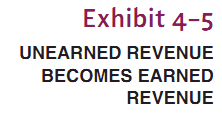 Exhibit 4–5
UNEARNED REVENUE
BECOMES EARNED
REVENUE